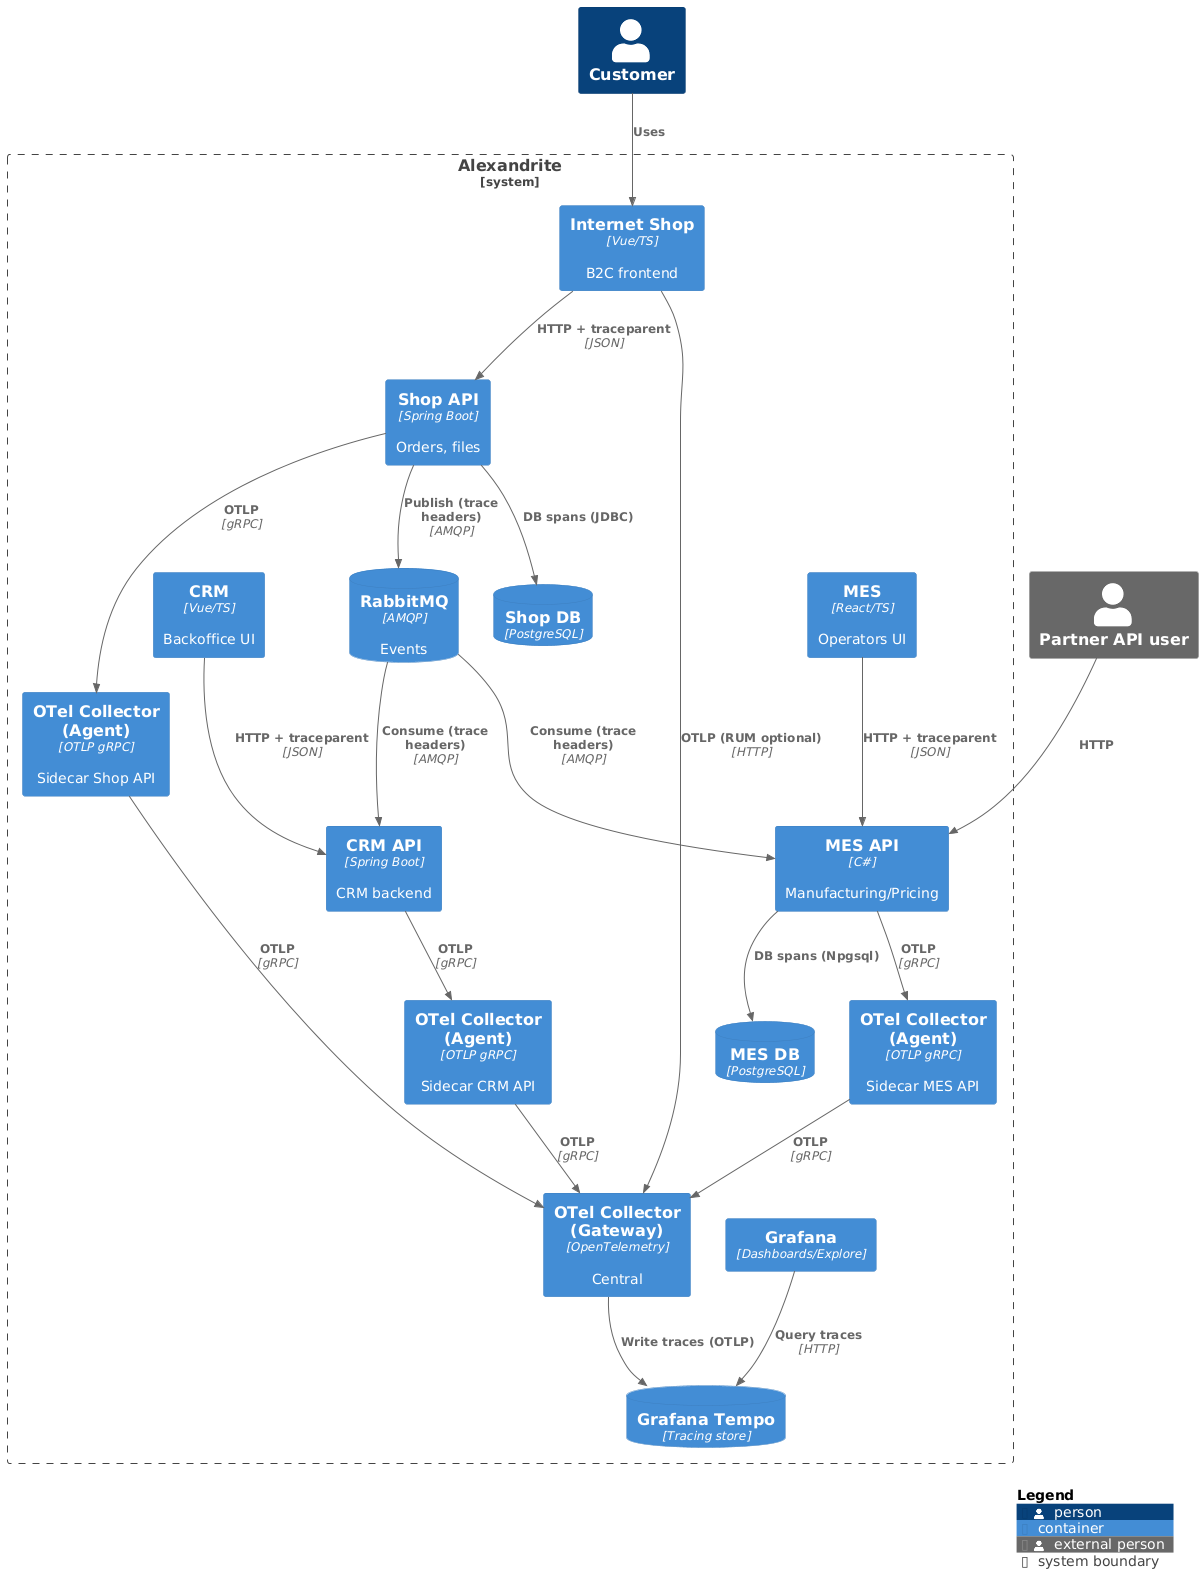 Customer
Uses
Alexandrite
[system]
Internet Shop
[Vue/TS]
B2C frontend
HTTP + traceparent
[JSON]
Shop API
[Spring Boot]
Orders, files
OTLP
[gRPC]
Publish (trace
headers)
[AMQP]
DB spans (JDBC)
CRM
[Vue/TS]
Backoffice UI
RabbitMQ
[AMQP]
Events
Shop DB
[PostgreSQL]
MES
[React/TS]
Operators UI
Partner API user
OTel Collector
(Agent)
[OTLP gRPC]
Sidecar Shop API
HTTP + traceparent
[JSON]
Consume (trace
headers)
[AMQP]
Consume (trace
headers)
[AMQP]
OTLP (RUM optional)
[HTTP]
HTTP + traceparent
[JSON]
HTTP
CRM API
[Spring Boot]
CRM backend
MES API
[C#]
Manufacturing/Pricing
OTLP
[gRPC]
OTLP
[gRPC]
DB spans (Npgsql)
OTLP
[gRPC]
OTel Collector
(Agent)
[OTLP gRPC]
Sidecar CRM API
MES DB
[PostgreSQL]
OTel Collector
(Agent)
[OTLP gRPC]
Sidecar MES API
OTLP
[gRPC]
OTLP
[gRPC]
OTel Collector
(Gateway)
[OpenTelemetry]
Central
Grafana
[Dashboards/Explore]
Write traces (OTLP)
Query traces
[HTTP]
Grafana Tempo
[Tracing store]
Legend
person
container
external person
system boundary